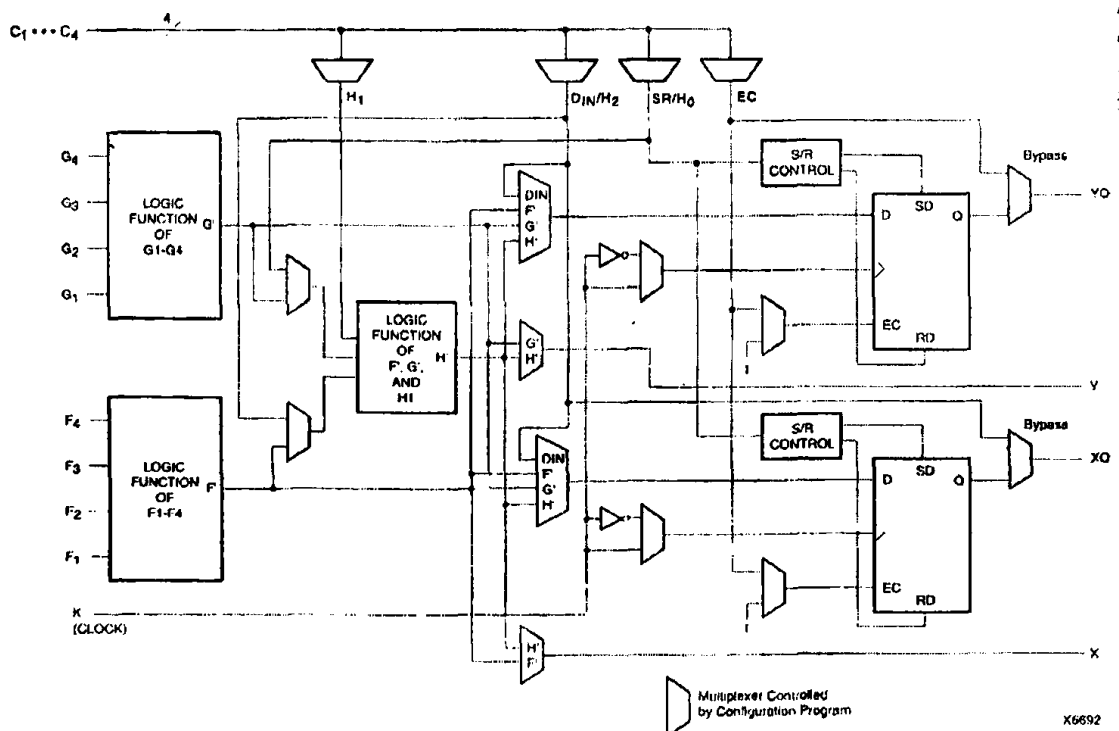 C1 ••• C4
4
H1
DIN/H2
SR/H0
EC
G4
G3
G2
G1
LOGIC
FUNCTION
OF
G1-G4
G'
DIN
F'
G'
H'
S/R
CONTROL
Bypass
YQ
D
SD
Q
EC
RD
1
LOGIC
FUNCTION
OF
F', G',
AND
H1
H'
G'
H'
Y
F4
F3
F2
F1
LOGIC
FUNCTION
OF
F1-F4
F'
DIN
F'
G'
H'
S/R
CONTROL
Bypass
XQ
D
SD
Q
EC
RD
1
K
(CLOCK)
H'
F'
X
Multiplexer Controlled
by Configuration Program
X6692